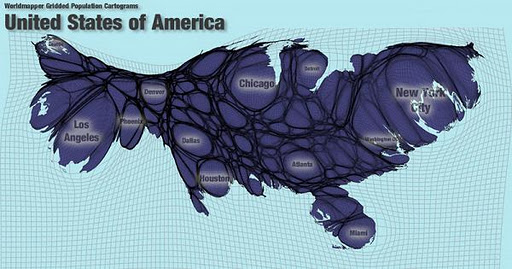 Worldmapper Gridded Population Cartograms
United States of America
Detroit
Chicago
Denver
New York
City
Los
Angeles
Phoenix
Dallas
Washington D.C.
Atlanta
Houston
Miami